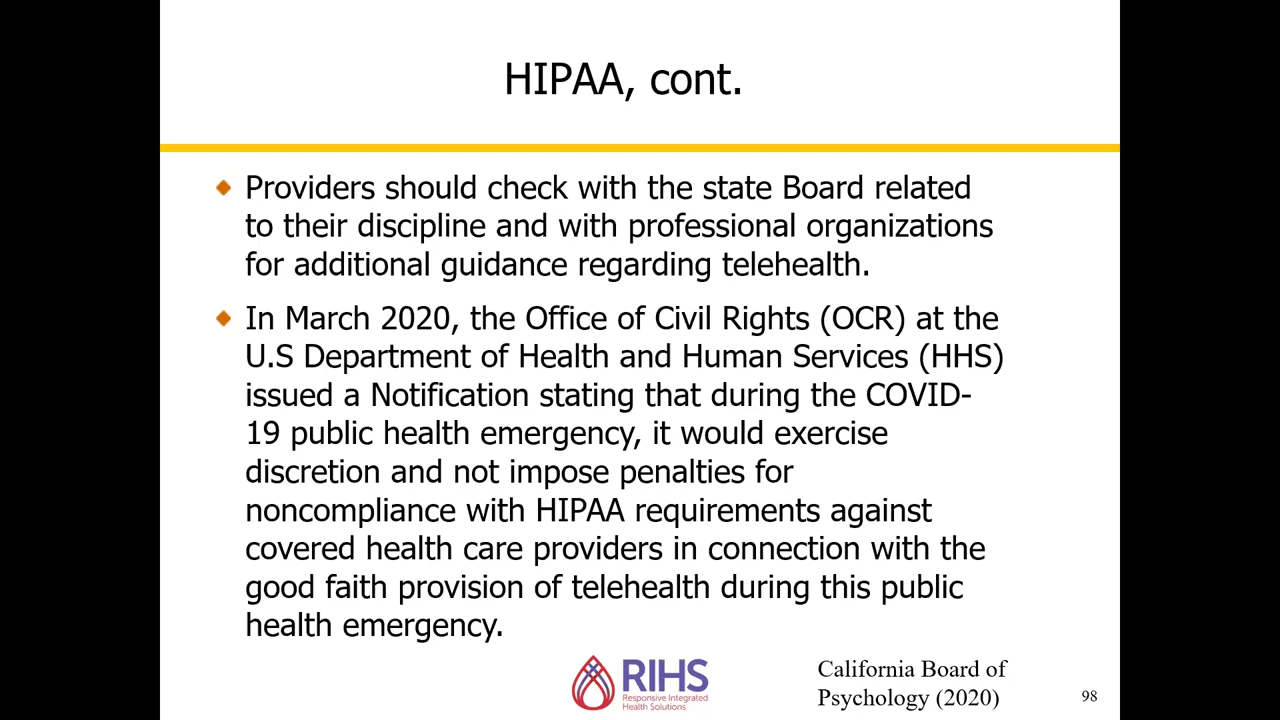 HIPAA, cont.
Providers should check with the state Board related
to their discipline and with professional organizations
for additional guidance regarding telehealth.
In March 2020, the Office of Civil Rights (OCR) at the
U.S Department of Health and Human Services (HHS)
issued a Notification stating that during the COVID-
19 public health emergency, it would exercise
discretion and not impose penalties for
noncompliance with HIPAA requirements against
covered health care providers in connection with the
good faith provision of telehealth during this public
health emergency.
RIHS
Responsive Integrated
Health Solutions
California Board of
Psychology (2020)
98